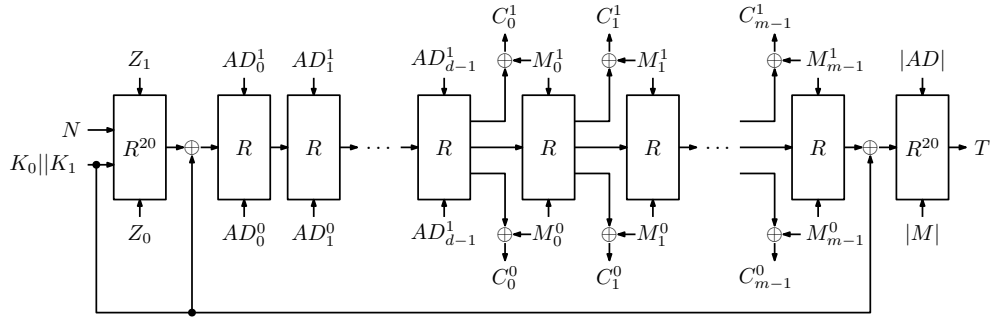 $C_0^1$ $C_1^1$ $C_{m-1}^1$
$Z_1$ $AD_0^1$ $AD_1^1$ $AD_{d-1}^1$ $M_0^1$ $M_1^1$ $M_{m-1}^1$ $|AD|$
$N$
$K_0||K_1$ $R^{20}$ $R$ $R$ ··· $R$ $R$ $R$ ··· $R$ $R^{20}$ $T$
$Z_0$ $AD_0^0$ $AD_1^0$ $AD_{d-1}^1$ $M_0^0$ $M_1^0$ $M_{m-1}^0$ $|M|$
$C_0^0$ $C_1^0$ $C_{m-1}^0$